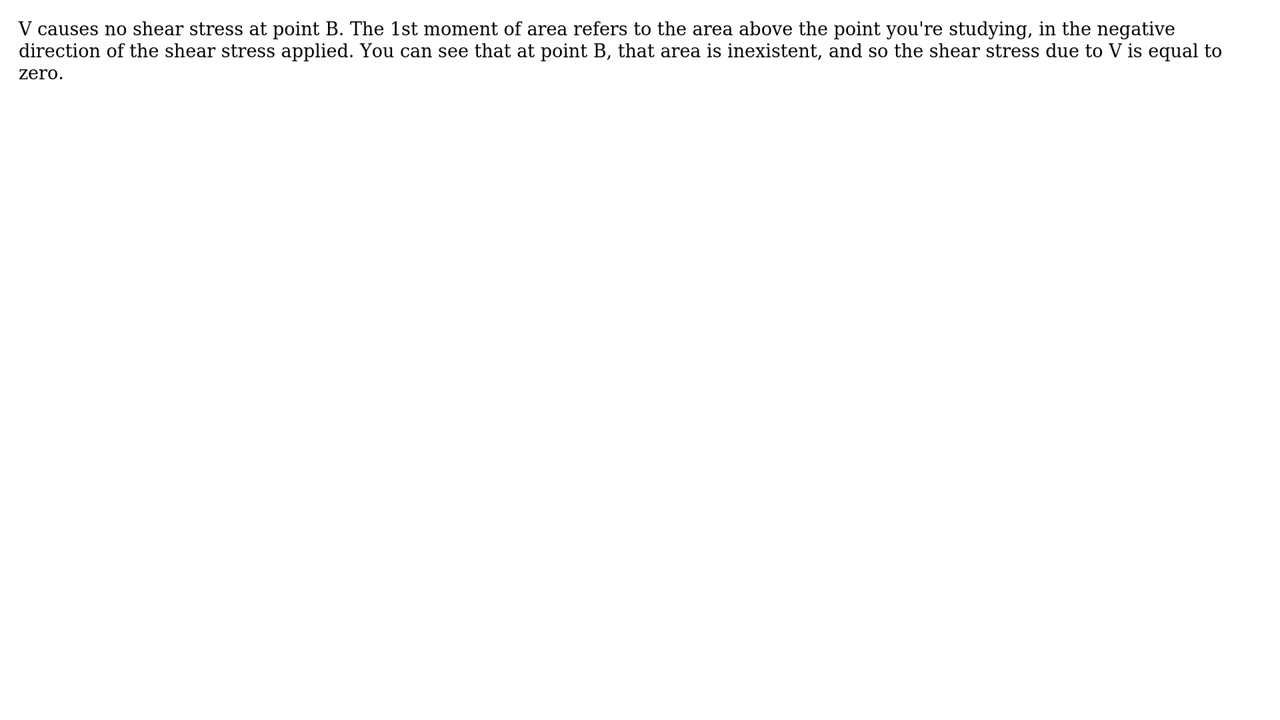 V causes no shear stress at point B. The 1st moment of area refers to the area above the point you're studying, in the negative
direction of the shear stress applied. You can see that at point B, that area is inexistent, and so the shear stress due to V is equal to
zero.